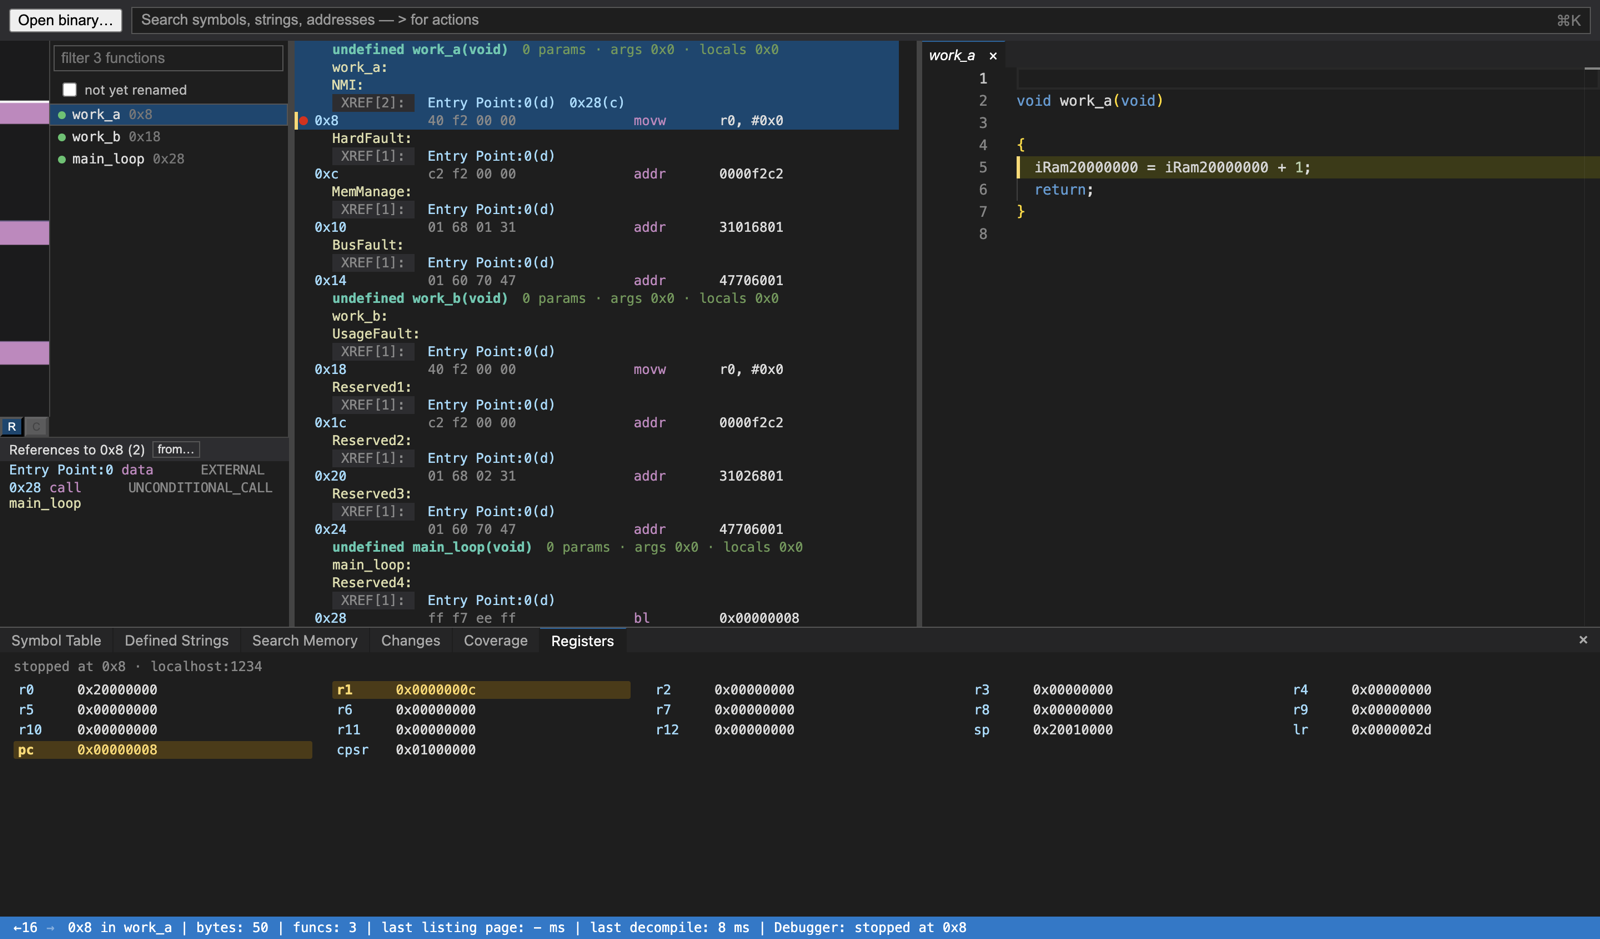 Open binary… Search symbols, strings, addresses — > for actions ⌘K
filter 3 functions
not yet renamed
work_a 0x8
work_b 0x18
main_loop 0x28
R C
References to 0x8 (2) from…
Entry Point:0 data EXTERNAL
0x28 call UNCONDITIONAL_CALL
main_loop
undefined work_a(void) 0 params · args 0x0 · locals 0x0
work_a:
NMI:
XREF[2]: Entry Point:0(d) 0x28(c)
0x8 40 f2 00 00 movw r0, #0x0
HardFault:
XREF[1]: Entry Point:0(d)
0xc c2 f2 00 00 addr 0000f2c2
MemManage:
XREF[1]: Entry Point:0(d)
0x10 01 68 01 31 addr 31016801
BusFault:
XREF[1]: Entry Point:0(d)
0x14 01 60 70 47 addr 47706001
undefined work_b(void) 0 params · args 0x0 · locals 0x0
work_b:
UsageFault:
XREF[1]: Entry Point:0(d)
0x18 40 f2 00 00 movw r0, #0x0
Reserved1:
XREF[1]: Entry Point:0(d)
0x1c c2 f2 00 00 addr 0000f2c2
Reserved2:
XREF[1]: Entry Point:0(d)
0x20 01 68 02 31 addr 31026801
Reserved3:
XREF[1]: Entry Point:0(d)
0x24 01 60 70 47 addr 47706001
undefined main_loop(void) 0 params · args 0x0 · locals 0x0
main_loop:
Reserved4:
XREF[1]: Entry Point:0(d)
0x28 ff f7 ee ff bl 0x00000008
work_a ×
1
2 void work_a(void)
3
4 {
5 iRam20000000 = iRam20000000 + 1;
6 return;
7 }
8
Symbol Table Defined Strings Search Memory Changes Coverage Registers ×
stopped at 0x8 · localhost:1234
r0 0x20000000 r1 0x0000000c r2 0x00000000 r3 0x00000000 r4 0x00000000
r5 0x00000000 r6 0x00000000 r7 0x00000000 r8 0x00000000 r9 0x00000000
r10 0x00000000 r11 0x00000000 r12 0x00000000 sp 0x20010000 lr 0x0000002d
pc 0x00000008 cpsr 0x01000000
←16 → 0x8 in work_a | bytes: 50 | funcs: 3 | last listing page: – ms | last decompile: 8 ms | Debugger: stopped at 0x8